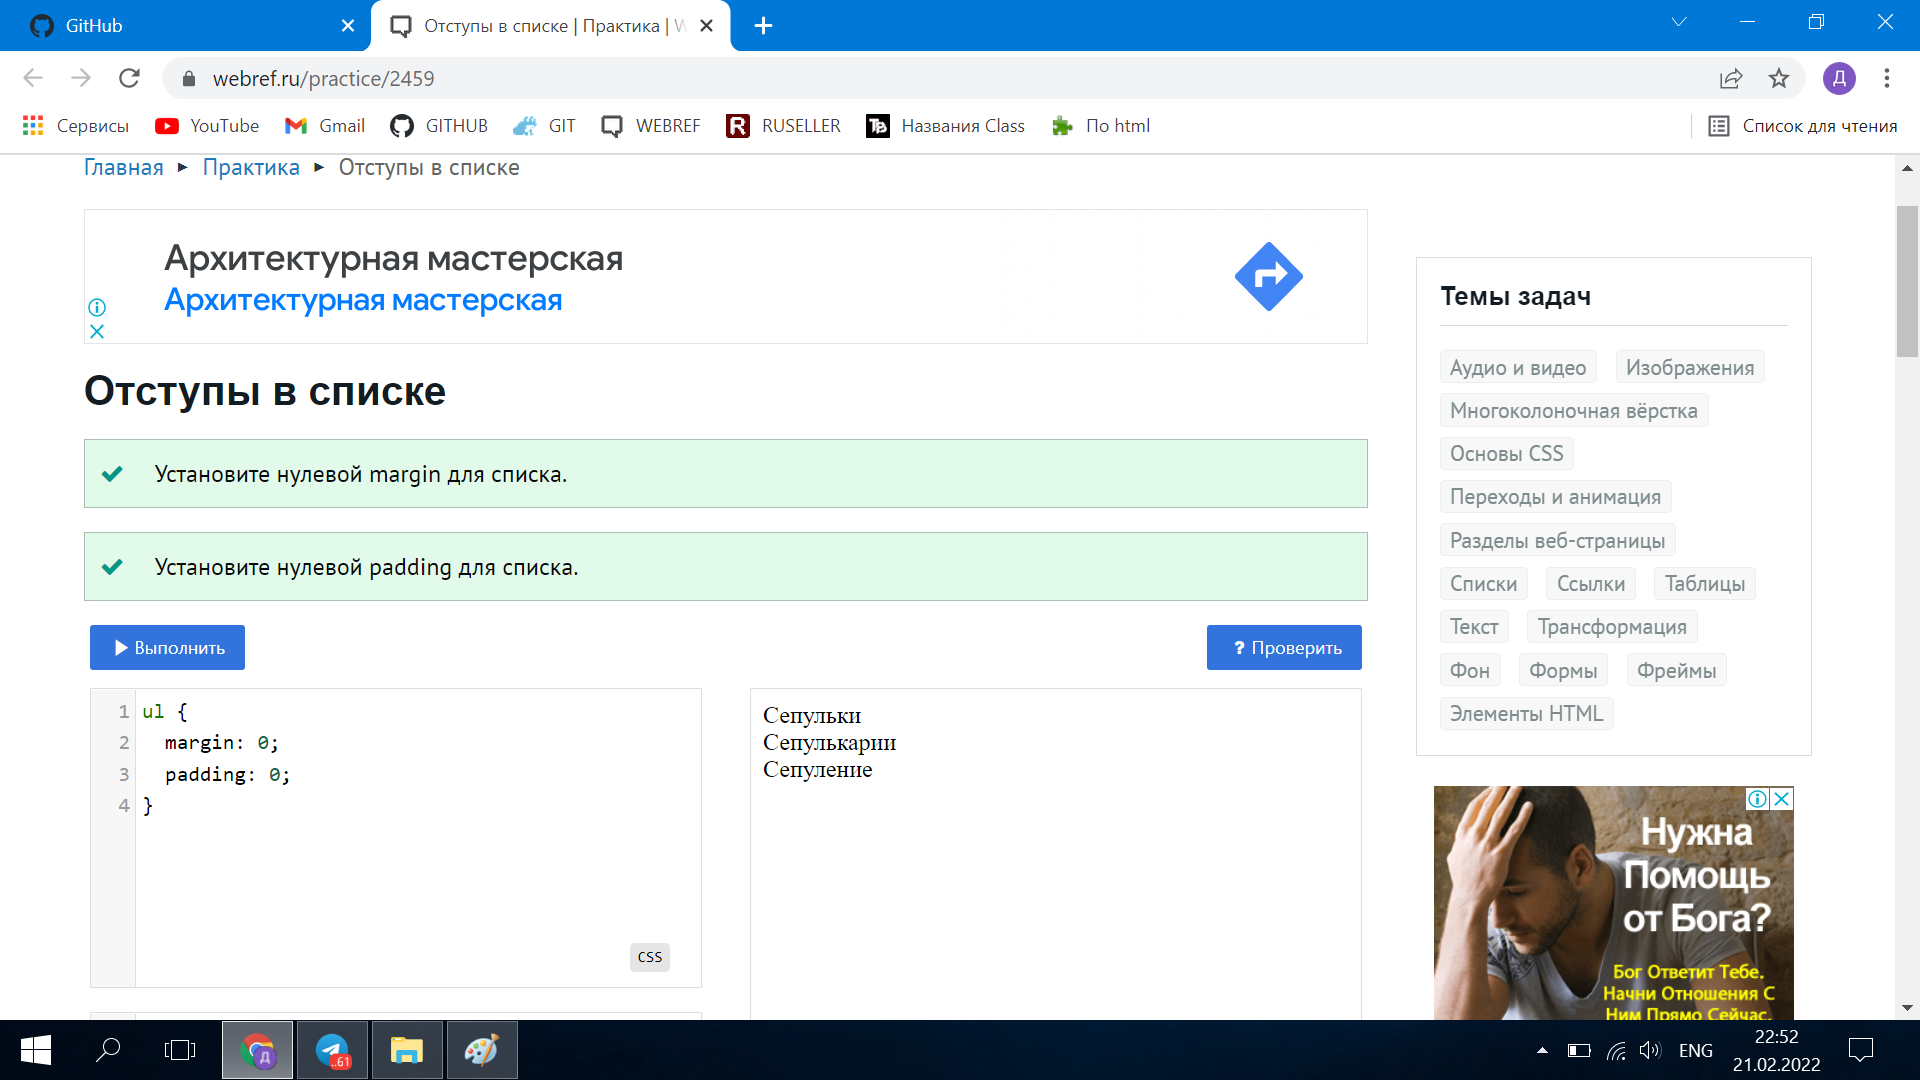 GitHub
Отступы в списке | Практика | W
webref.ru/practice/2459
Д
Сервисы
YouTube
Gmail
GITHUB
GIT
WEBREF
R
RUSELLER
Названия Class
По html
Список для чтения
Главная ► Практика ► Отступы в списке
Архитектурная мастерская
Архитектурная мастерская
Отступы в списке
Установите нулевой margin для списка.
Установите нулевой padding для списка.
Выполнить
? Проверить
1 ul {
2 margin: 0;
3 padding: 0;
4 }
CSS
Сепульки
Сепулькарии
Сепуление
Темы задач
Аудио и видео
Изображения
Многоколоночная вёрстка
Основы CSS
Переходы и анимация
Разделы веб-страницы
Списки
Ссылки
Таблицы
Текст
Трансформация
Фон
Формы
Фреймы
Элементы HTML
Нужна
Помощь
от Бога?
Бог Ответит Тебе.
Начни Отношения С
Ним Прямо Сейчас.
Д
..61
ENG
22:52
21.02.2022